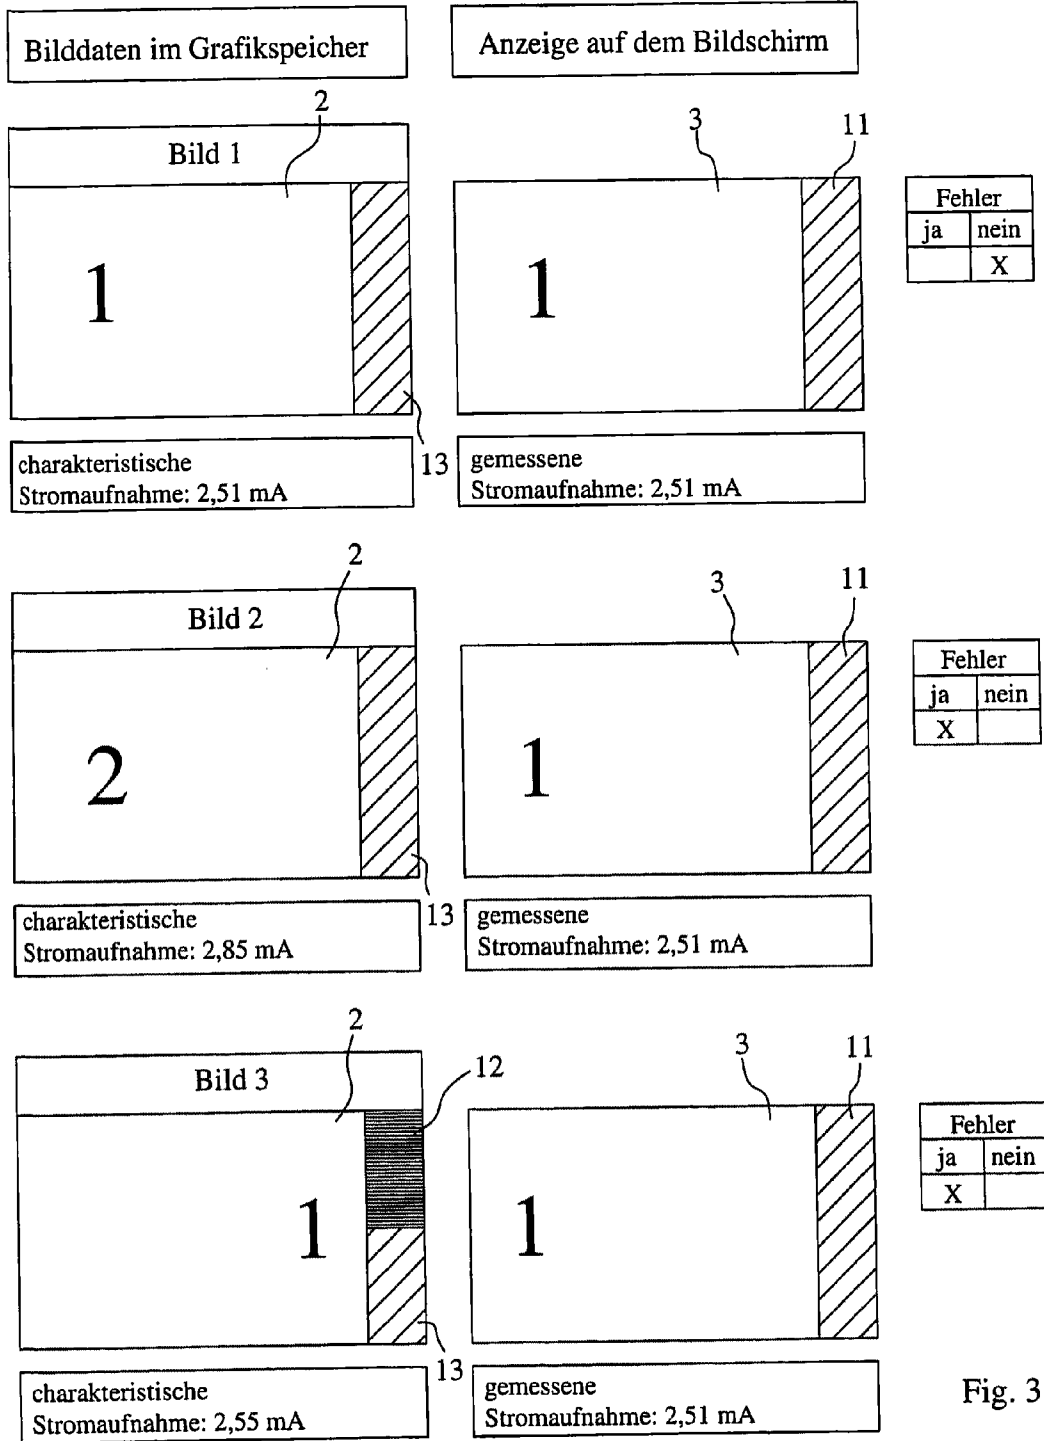 Bilddaten im Grafikspeicher
Anzeige auf dem Bildschirm
2
3
11
Bild 1
1
1
Fehler
ja nein
X
13
charakteristische
Stromaufnahme: 2,51 mA
gemessene
Stromaufnahme: 2,51 mA
2
3
11
Bild 2
2
1
Fehler
ja nein
X
13
charakteristische
Stromaufnahme: 2,85 mA
gemessene
Stromaufnahme: 2,51 mA
2
3
11
Bild 3
12
1
1
Fehler
ja nein
X
13
charakteristische
Stromaufnahme: 2,55 mA
gemessene
Stromaufnahme: 2,51 mA
Fig. 3